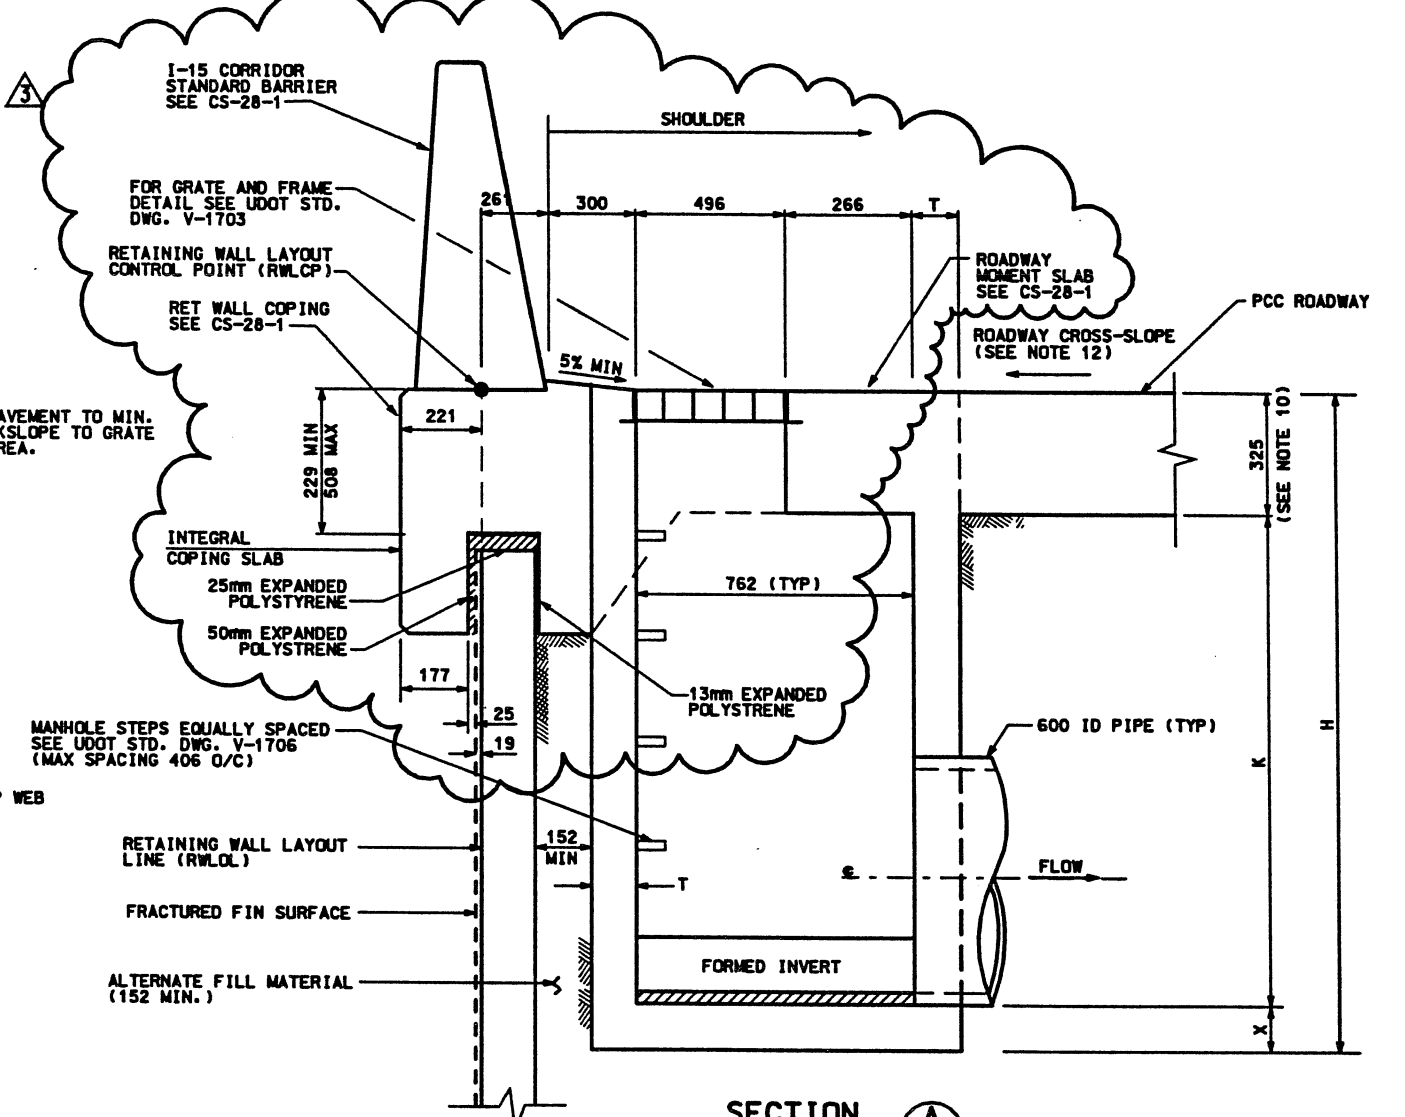 I-15 CORRIDOR
STANDARD BARRIER
SEE CS-28-1
3
SHOULDER
FOR GRATE AND FRAME
DETAIL SEE UDOT STD.
DWG. V-1703
261
300
496
266
T
RETAINING WALL LAYOUT
CONTROL POINT (RWLCP)
ROADWAY
MOMENT SLAB
SEE CS-28-1
RET WALL COPING
SEE CS-28-1
PCC ROADWAY
ROADWAY CROSS-SLOPE
(SEE NOTE 12)
5% MIN
AVEMENT TO MIN.
KSLOPE TO GRATE
REA.
221
229 MIN
508 MAX
325
(SEE NOTE 10)
INTEGRAL
COPING SLAB
25mm EXPANDED
POLYSTYRENE
762 (TYP)
50mm EXPANDED
POLYSTRENE
177
13mm EXPANDED
POLYSTRENE
25
MANHOLE STEPS EQUALLY SPACED
SEE UDOT STD. DWG. V-1706
(MAX SPACING 406 O/C)
19
600 ID PIPE (TYP)
H
K
P WEB
RETAINING WALL LAYOUT
LINE (RWLOL)
152
MIN
T
FLOW
FRACTURED FIN SURFACE
FORMED INVERT
ALTERNATE FILL MATERIAL
(152 MIN.)
X
SECTION
A